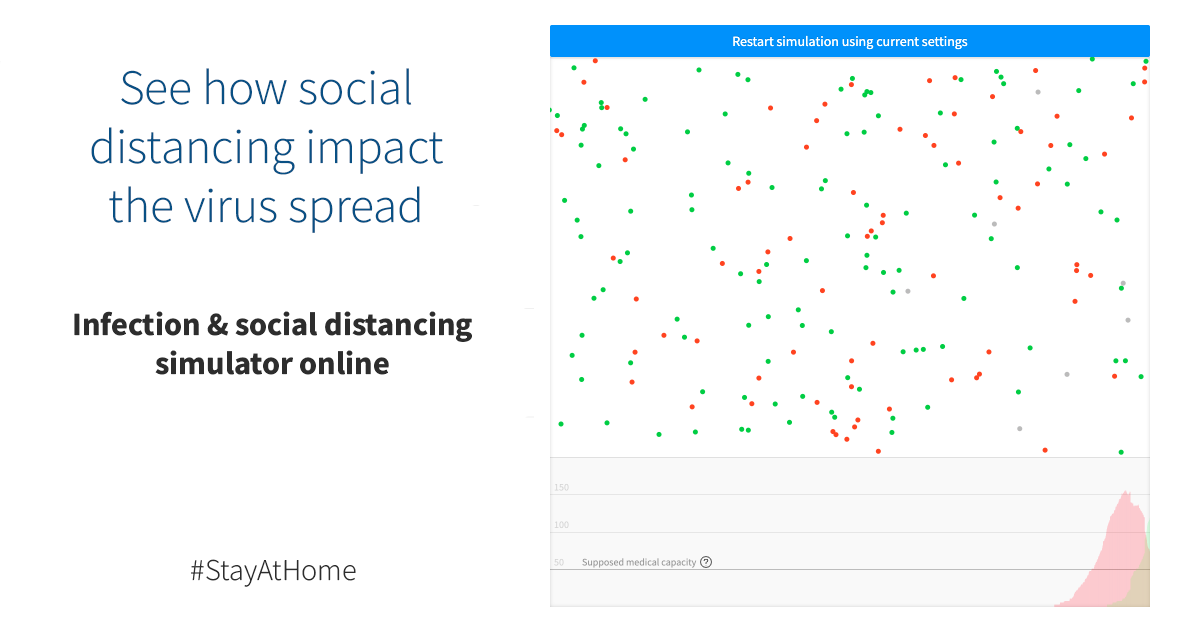 See how social
distancing impact
the virus spread
Infection & social distancing
simulator online
#StayAtHome
Restart simulation using current settings
150
100
50
Supposed medical capacity ?